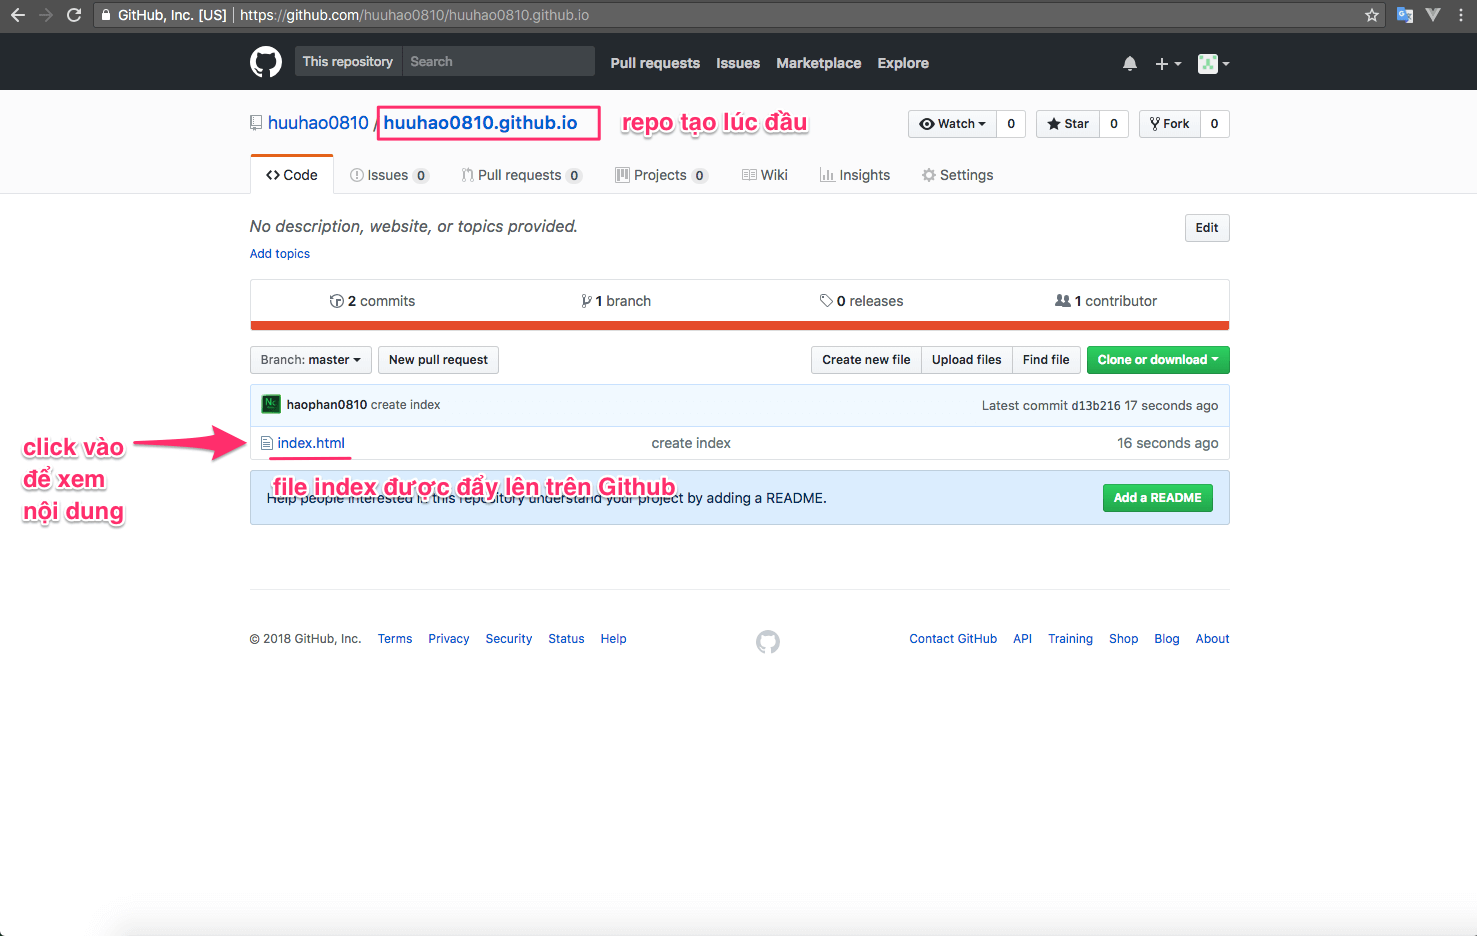 GitHub, Inc. [US] https://github.com/huuhao0810/huuhao0810.github.io
This repository Search Pull requests Issues Marketplace Explore
huuhao0810 / huuhao0810.github.io repo tạo lúc đầu Watch 0 Star 0 Fork 0
Code Issues 0 Pull requests 0 Projects 0 Wiki Insights Settings
No description, website, or topics provided. Edit
Add topics
2 commits 1 branch 0 releases 1 contributor
Branch: master New pull request Create new file Upload files Find file Clone or download
Nc haophan0810 create index Latest commit d13b216 17 seconds ago
index.html create index 16 seconds ago
click vào
để xem
nội dung
file index được đẩy lên trên Github
Help people interested in this repository understand your project by adding a README. Add a README
© 2018 GitHub, Inc. Terms Privacy Security Status Help Contact GitHub API Training Shop Blog About